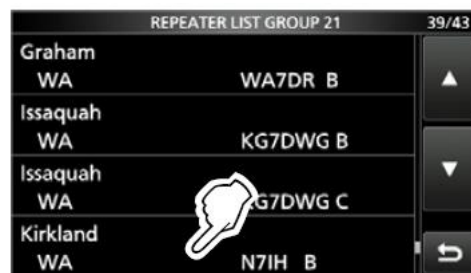 REPEATER LIST GROUP 21 39/43
Graham
WA WA7DR B
Issaquah
WA KG7DWG B
Issaquah
WA G7DWG C
Kirkland
WA N7IH B